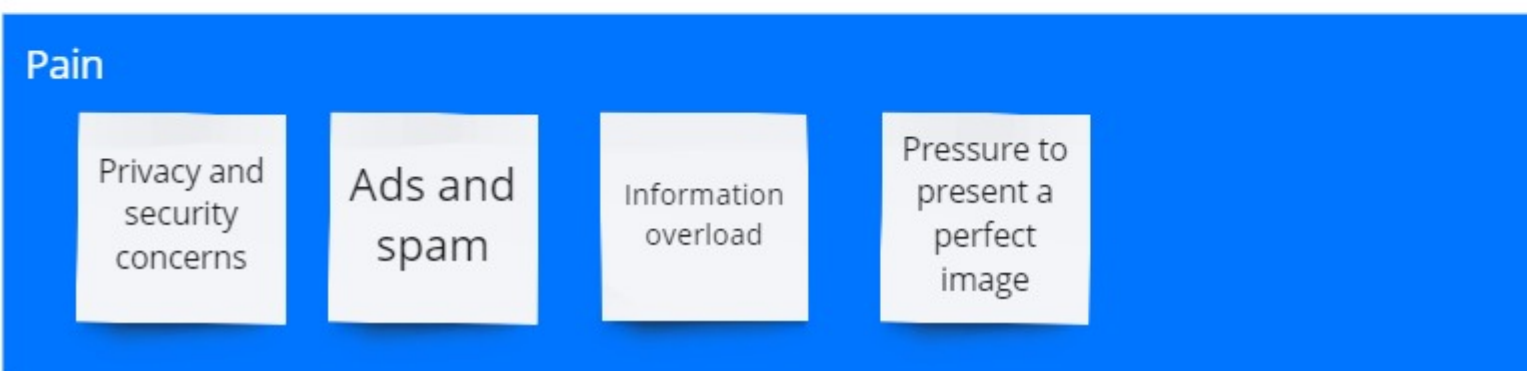 Pain
Privacy and
security
concerns
Ads and
spam
Information
overload
Pressure to
present a
perfect
image